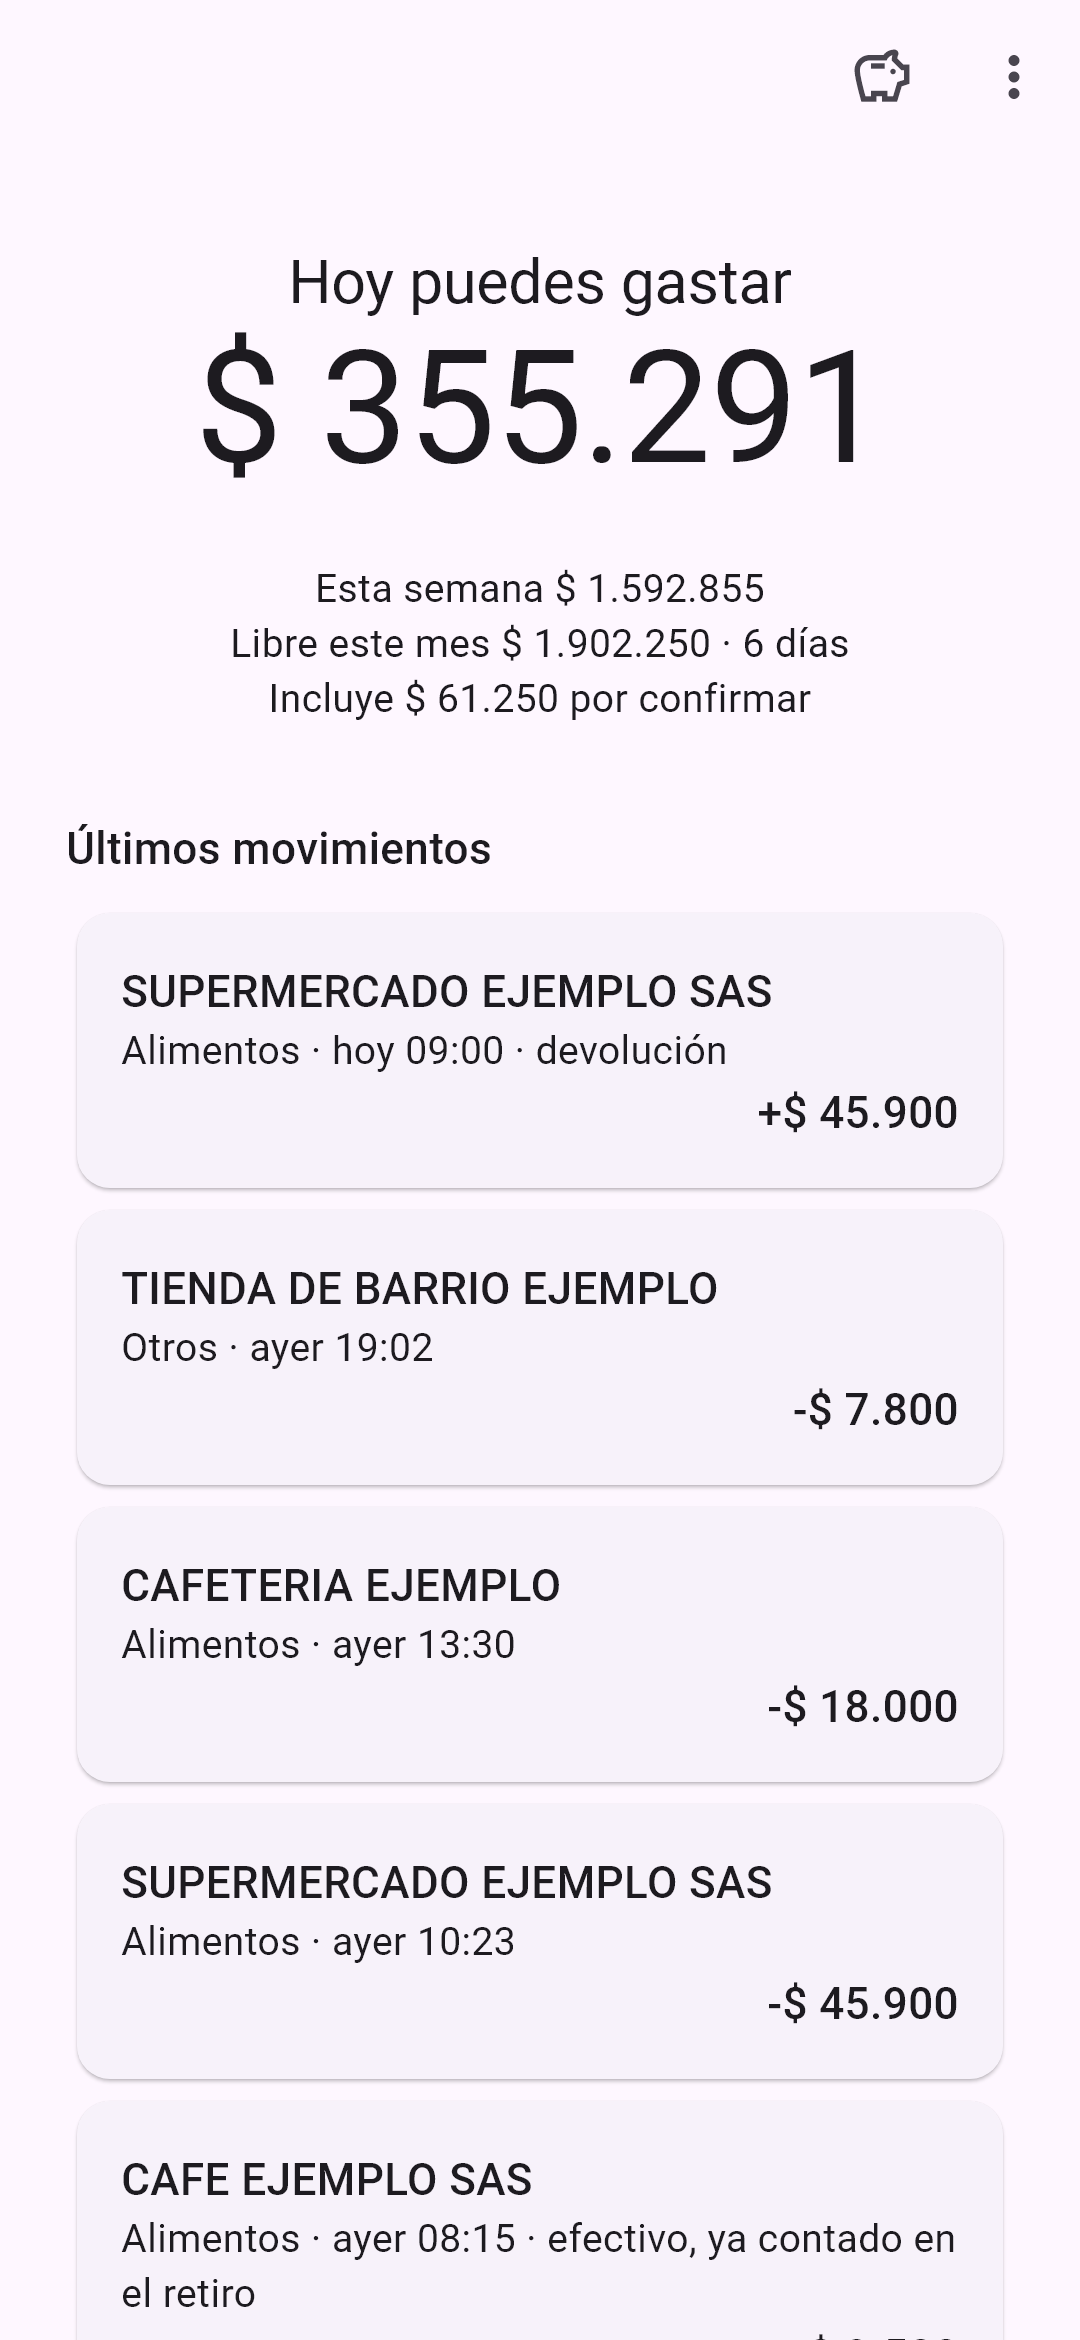 Hoy puedes gastar
$ 355.291
Esta semana $ 1.592.855
Libre este mes $ 1.902.250 · 6 días
Incluye $ 61.250 por confirmar
Últimos movimientos
SUPERMERCADO EJEMPLO SAS
Alimentos · hoy 09:00 · devolución
+$ 45.900
TIENDA DE BARRIO EJEMPLO
Otros · ayer 19:02
-$ 7.800
CAFETERIA EJEMPLO
Alimentos · ayer 13:30
-$ 18.000
SUPERMERCADO EJEMPLO SAS
Alimentos · ayer 10:23
-$ 45.900
CAFE EJEMPLO SAS
Alimentos · ayer 08:15 · efectivo, ya contado en
el retiro